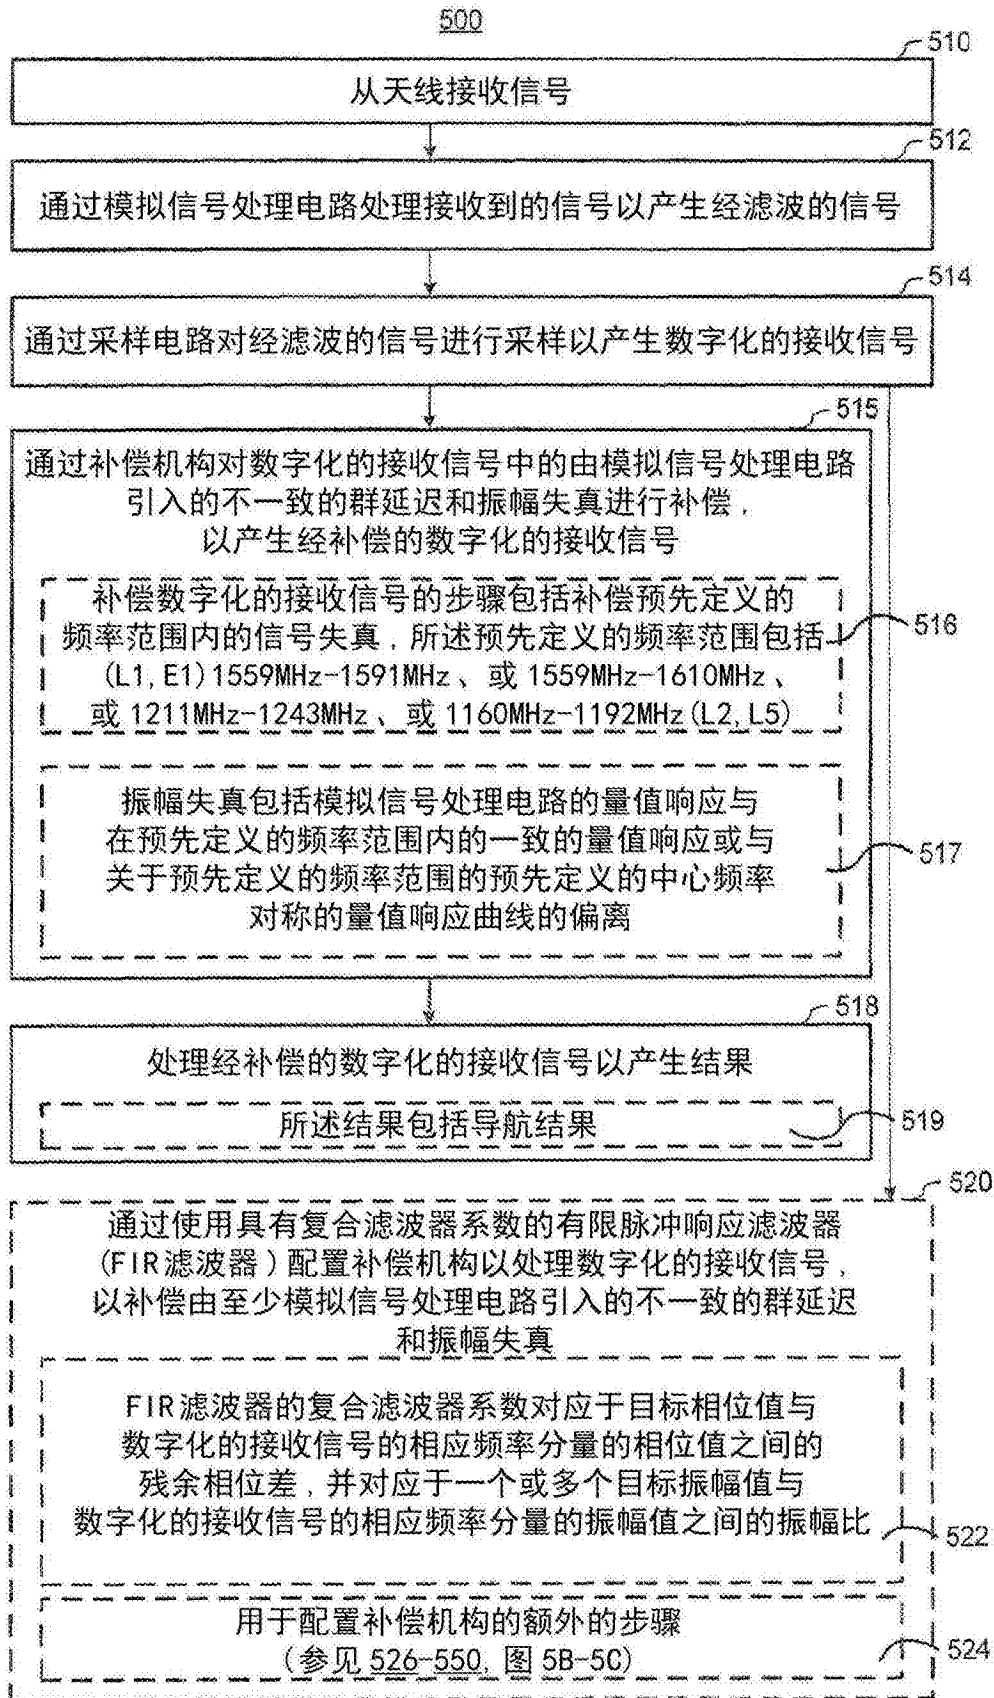 500
510
从天线接收信号
512
通过模拟信号处理电路处理接收到的信号以产生经滤波的信号
514
通过采样电路对经滤波的信号进行采样以产生数字化的接收信号
515
通过补偿机构对数字化的接收信号中的由模拟信号处理电路
引入的不一致的群延迟和振幅失真进行补偿,
以产生经补偿的数字化的接收信号
补偿数字化的接收信号的步骤包括补偿预先定义的
频率范围内的信号失真,所述预先定义的频率范围包括
(L1,E1)1559MHz-1591MHz、或1559MHz-1610MHz、
或1211MHz-1243MHz、或1160MHz-1192MHz(L2,L5)
516
振幅失真包括模拟信号处理电路的量值响应与
在预先定义的频率范围内的一致的量值响应或与
关于预先定义的频率范围的预先定义的中心频率
对称的量值响应曲线的偏离
517
518
处理经补偿的数字化的接收信号以产生结果
所述结果包括导航结果
519
520
通过使用具有复合滤波器系数的有限脉冲响应滤波器
(FIR滤波器)配置补偿机构以处理数字化的接收信号,
以补偿由至少模拟信号处理电路引入的不一致的群延迟
和振幅失真
FIR滤波器的复合滤波器系数对应于目标相位值与
数字化的接收信号的相应频率分量的相位值之间的
残余相位差,并对应于一个或多个目标振幅值与
数字化的接收信号的相应频率分量的振幅值之间的振幅比
522
用于配置补偿机构的额外的步骤
(参见526-550,图5B-5C)
524